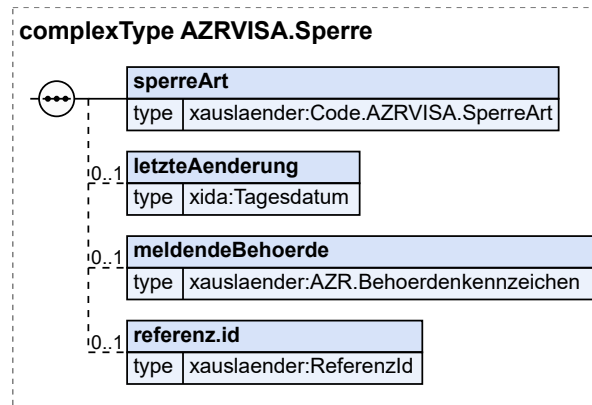 complexType AZRVISA.Sperre
sperreArt
type xauslaender:Code.AZRVISA.SperreArt
0..1 letzteAenderung
type xida:Tagesdatum
0..1 meldendeBehoerde
type xauslaender:AZR.Behoerdenkennzeichen
0..1 referenz.id
type xauslaender:ReferenzId